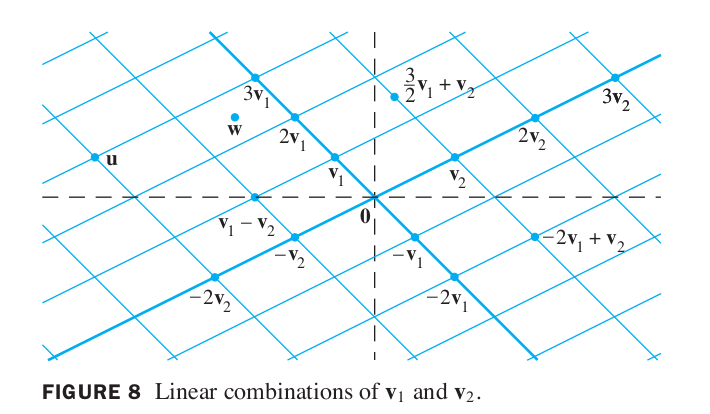 3/2 v₁ + v₂
3v₁
3v₂
w
2v₁
2v₂
u
v₁
v₂
0
v₁ − v₂
−v₂
−v₁
−2v₁ + v₂
−2v₂
−2v₁
FIGURE 8 Linear combinations of v₁ and v₂.